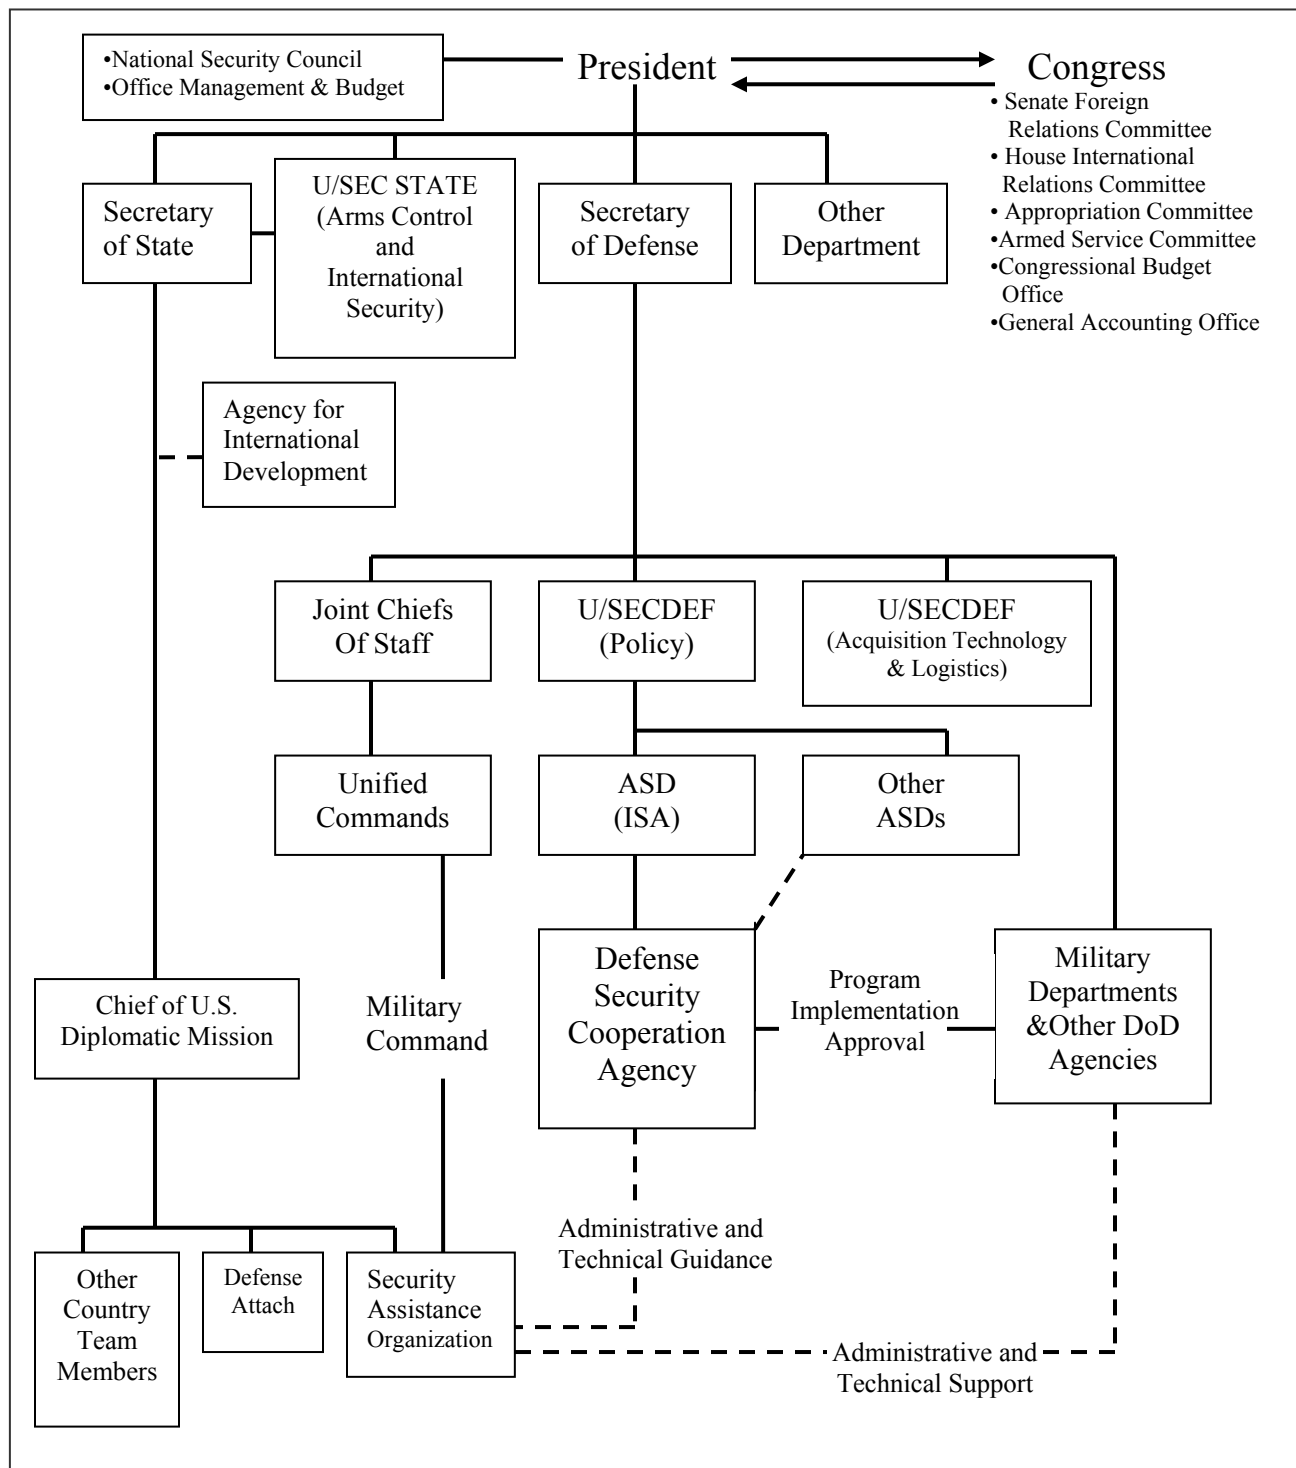 •National Security Council
•Office Management & Budget
President
Congress
• Senate Foreign
Relations Committee
• House International
Relations Committee
• Appropriation Committee
•Armed Service Committee
•Congressional Budget
Office
•General Accounting Office
Secretary
of State
U/SEC STATE
(Arms Control
and
International
Security)
Secretary
of Defense
Other
Department
Agency for
International
Development
Joint Chiefs
Of Staff
U/SECDEF
(Policy)
U/SECDEF
(Acquisition Technology
& Logistics)
Unified
Commands
ASD
(ISA)
Other
ASDs
Chief of U.S.
Diplomatic Mission
Military
Command
Defense
Security
Cooperation
Agency
Program
Implementation
Approval
Military
Departments
&Other DoD
Agencies
Other
Country
Team
Members
Defense
Attach
Security
Assistance
Organization
Administrative and
Technical Guidance
Administrative and
Technical Support